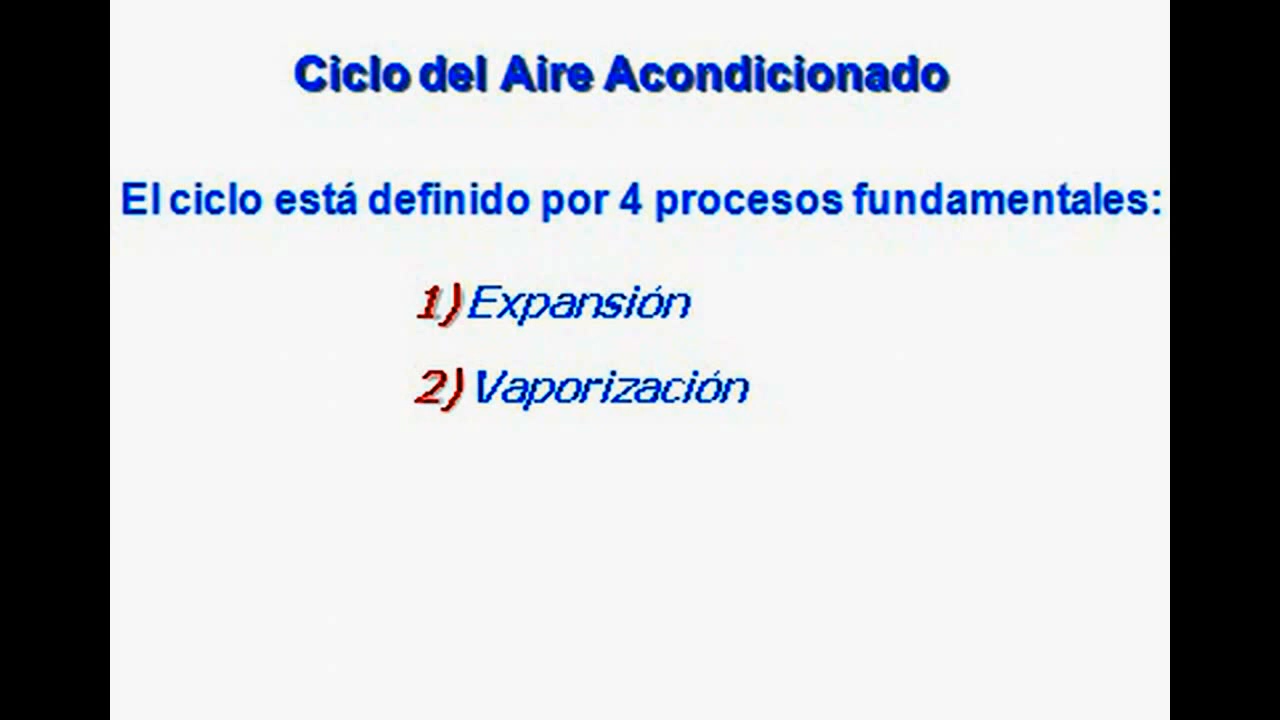 Ciclo del Aire Acondicionado
El ciclo está definido por 4 procesos fundamentales:
1) Expansión
2) Vaporización